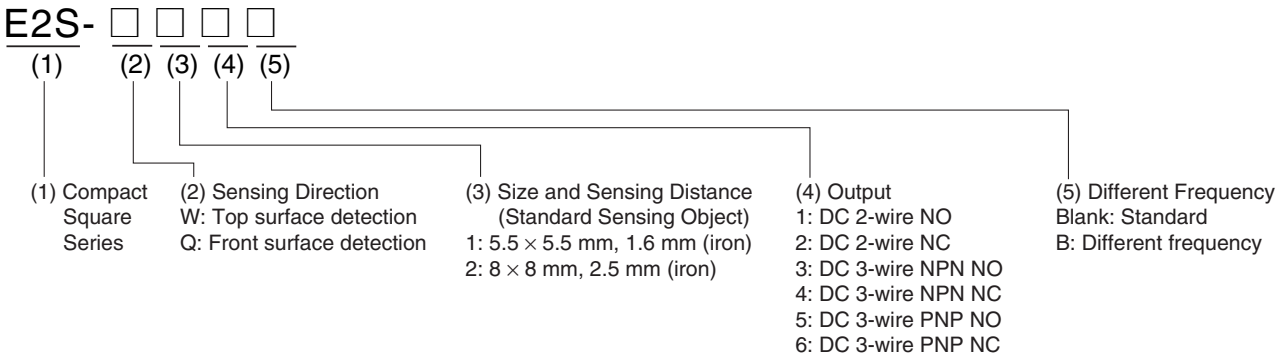 E2S- □ □ □ □
(1) (2) (3) (4) (5)
(1) Compact
Square
Series
(2) Sensing Direction
W: Top surface detection
Q: Front surface detection
(3) Size and Sensing Distance
(Standard Sensing Object)
1: 5.5 × 5.5 mm, 1.6 mm (iron)
2: 8 × 8 mm, 2.5 mm (iron)
(4) Output
1: DC 2-wire NO
2: DC 2-wire NC
3: DC 3-wire NPN NO
4: DC 3-wire NPN NC
5: DC 3-wire PNP NO
6: DC 3-wire PNP NC
(5) Different Frequency
Blank: Standard
B: Different frequency